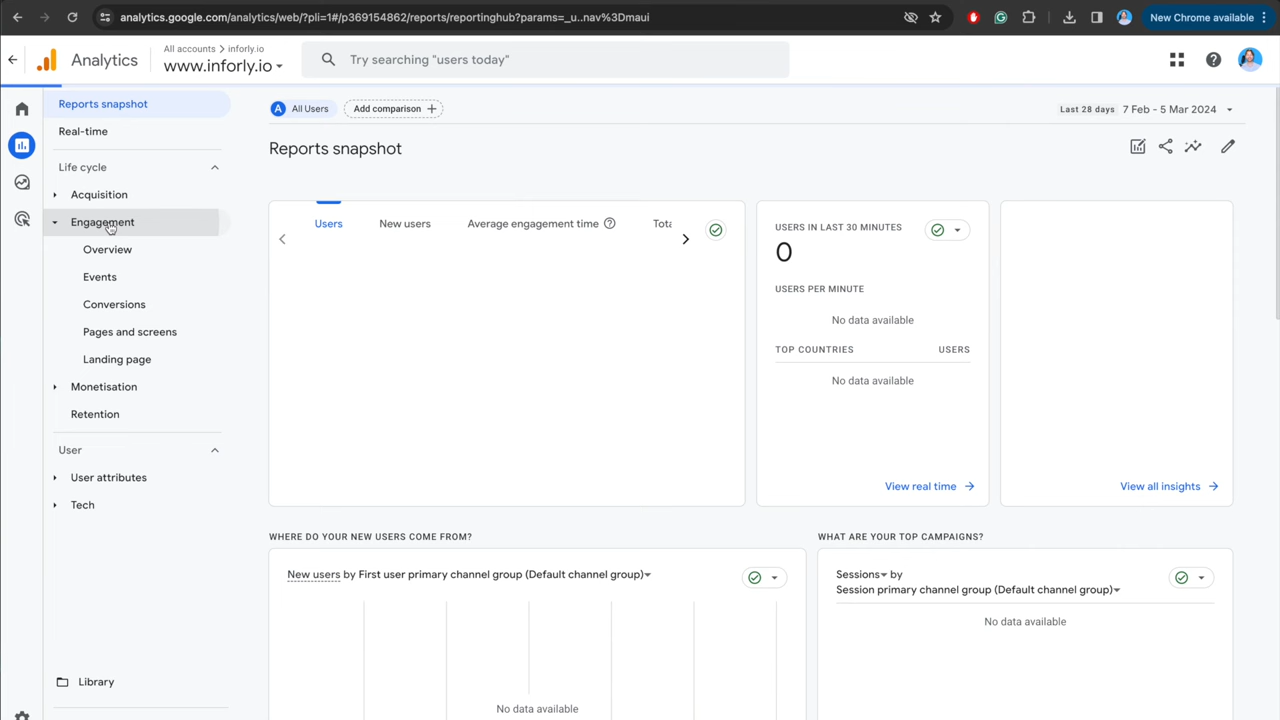 analytics.google.com/analytics/web/?pli=1#/p369154862/reports/reportinghub?params=_u..nav%3Dmaui
New Chrome available
Analytics
All accounts > inforly.io
www.inforly.io
Try searching "users today"
Reports snapshot
Real-time
Life cycle
Acquisition
Engagement
Overview
Events
Conversions
Pages and screens
Landing page
Monetisation
Retention
User
User attributes
Tech
Library
A All Users
Add comparison +
Last 28 days 7 Feb - 5 Mar 2024
Reports snapshot
Users
New users
Average engagement time
Tota
USERS IN LAST 30 MINUTES
0
USERS PER MINUTE
No data available
TOP COUNTRIES USERS
No data available
View real time
View all insights
WHERE DO YOUR NEW USERS COME FROM?
New users by First user primary channel group (Default channel group)
No data available
WHAT ARE YOUR TOP CAMPAIGNS?
Sessions by
Session primary channel group (Default channel group)
No data available